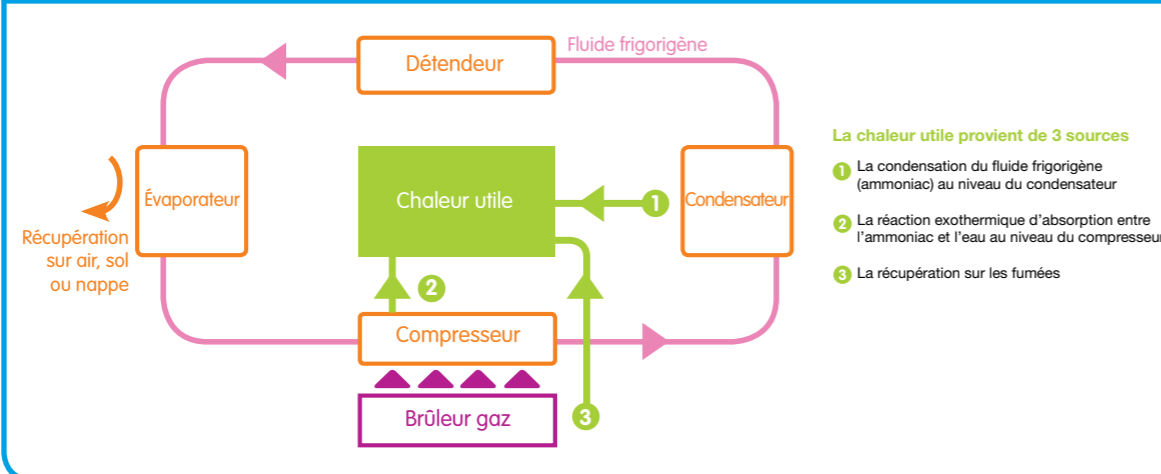 Fluide frigorigène
Détendeur
Évaporateur
Chaleur utile
1
Condensateur
Récupération
sur air, sol
ou nappe
2
Compresseur
Brûleur gaz
3
La chaleur utile provient de 3 sources
1 La condensation du fluide frigorigène
(ammoniac) au niveau du condensateur
2 La réaction exothermique d'absorption entre
l'ammoniac et l'eau au niveau du compresseur
3 La récupération sur les fumées